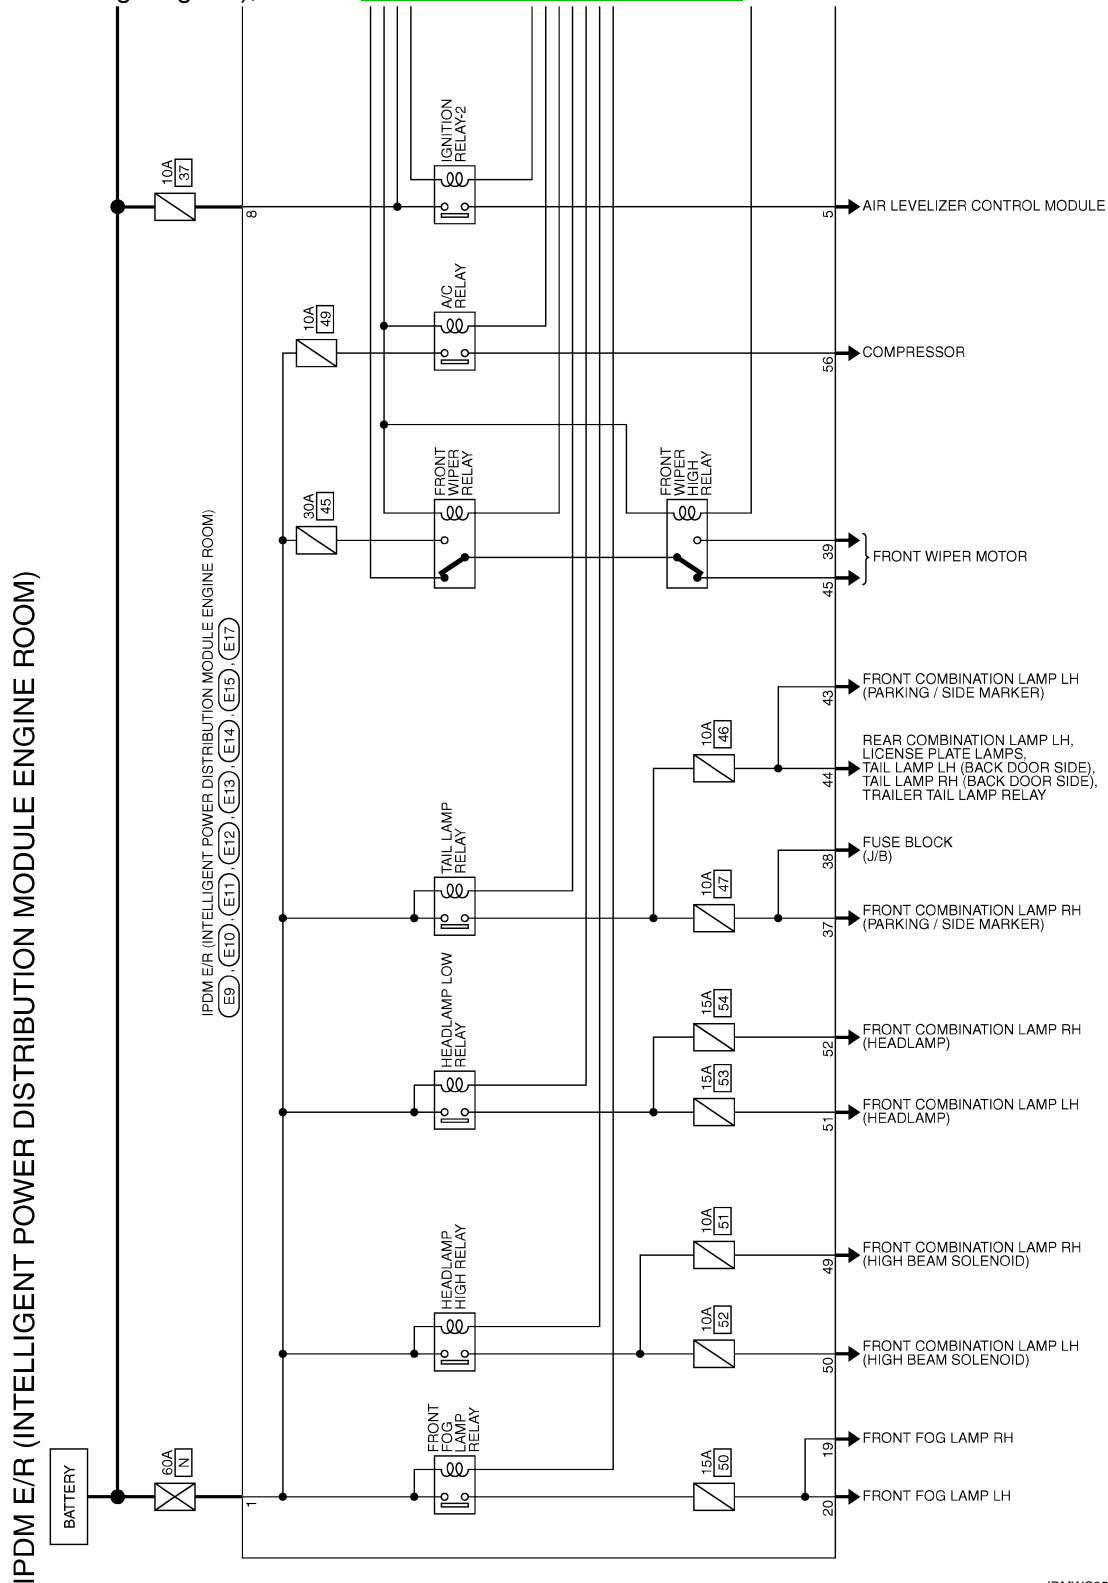 IPDM E/R (INTELLIGENT POWER DISTRIBUTION MODULE ENGINE ROOM)
BATTERY
60A
N
10A
37
1
8
IPDM E/R (INTELLIGENT POWER DISTRIBUTION MODULE ENGINE ROOM)
E9 , E10 , E11 , E12 , E13 , E14 , E15 , E17
IGNITION
RELAY-2
5
AIR LEVELIZER CONTROL MODULE
10A
49
A/C
RELAY
56
COMPRESSOR
30A
45
FRONT
WIPER
RELAY
FRONT
WIPER
HIGH
RELAY
39
45
FRONT WIPER MOTOR
TAIL LAMP
RELAY
10A
46
43
FRONT COMBINATION LAMP LH
(PARKING / SIDE MARKER)
44
REAR COMBINATION LAMP LH,
LICENSE PLATE LAMPS,
TAIL LAMP LH (BACK DOOR SIDE),
TAIL LAMP RH (BACK DOOR SIDE),
TRAILER TAIL LAMP RELAY
10A
47
38
FUSE BLOCK
(J/B)
37
FRONT COMBINATION LAMP RH
(PARKING / SIDE MARKER)
HEADLAMP LOW
RELAY
15A
54
52
FRONT COMBINATION LAMP RH
(HEADLAMP)
15A
53
51
FRONT COMBINATION LAMP LH
(HEADLAMP)
HEADLAMP
HIGH RELAY
10A
51
49
FRONT COMBINATION LAMP RH
(HIGH BEAM SOLENOID)
10A
52
50
FRONT COMBINATION LAMP LH
(HIGH BEAM SOLENOID)
FRONT
FOG
LAMP
RELAY
15A
50
19
FRONT FOG LAMP RH
20
FRONT FOG LAMP LH